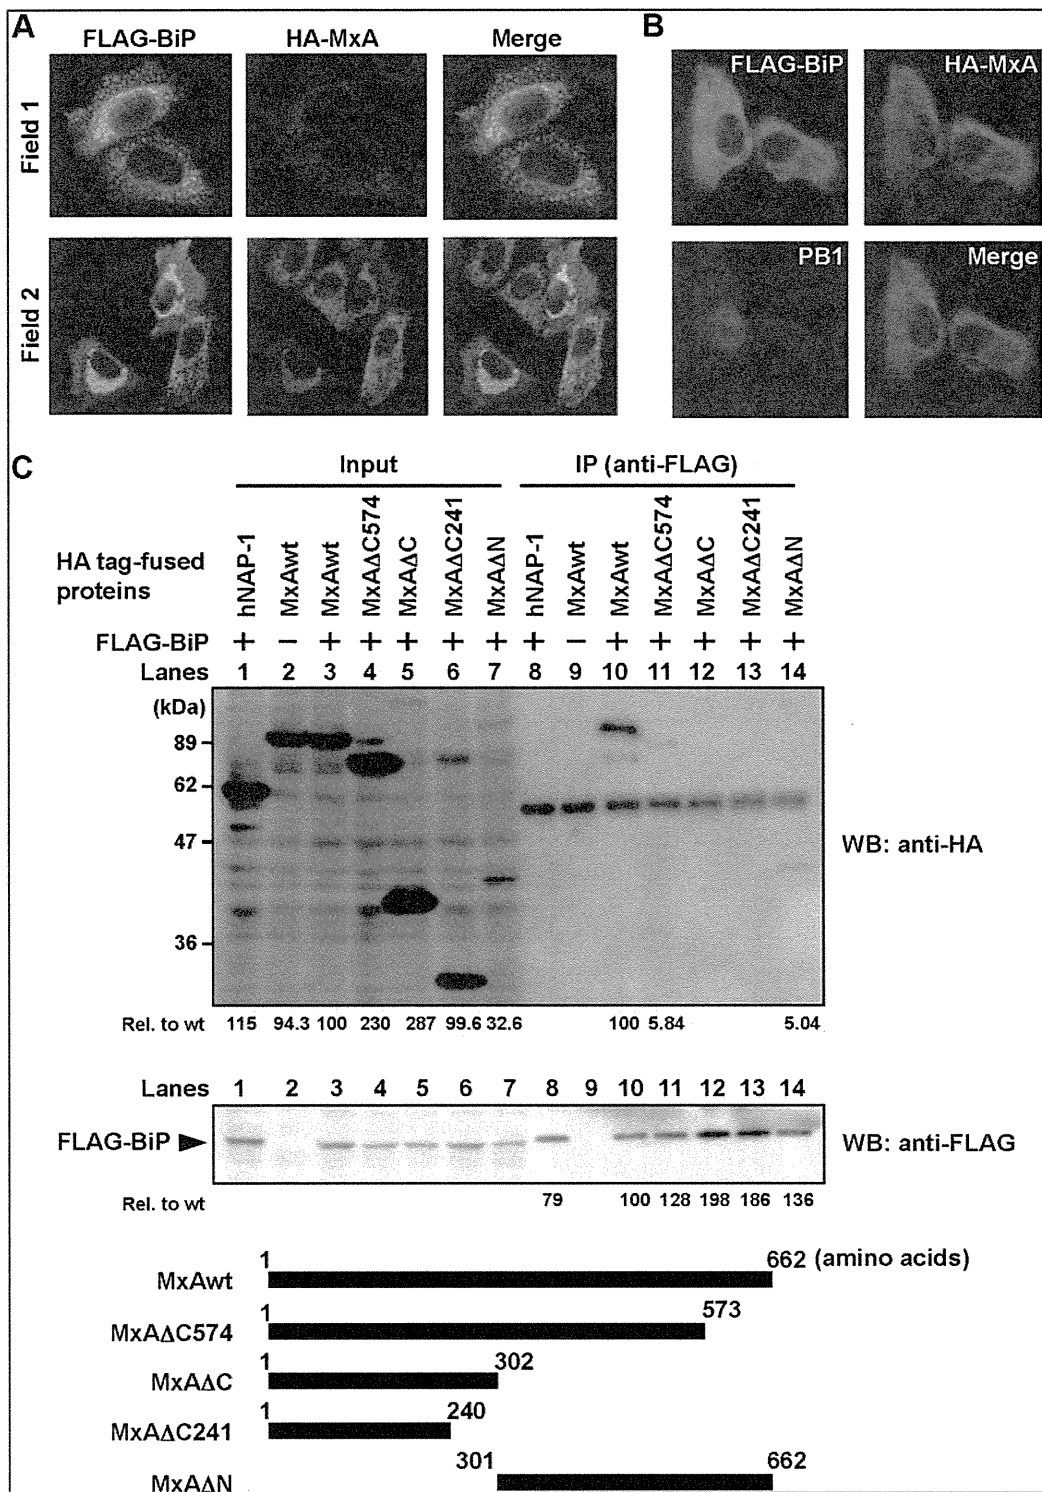 A
FLAG-BiP HA-MxA Merge
Field 1
Field 2
B
FLAG-BiP HA-MxA
PB1 Merge
C
Input IP (anti-FLAG)
HA tag-fused proteins
hNAP-1 MxAwt MxAwt MxAΔC574 MxAΔC MxAΔC241 MxAΔN hNAP-1 MxAwt MxAwt MxAΔC574 MxAΔC MxAΔC241 MxAΔN
FLAG-BiP + − + + + + + + − + + + + +
Lanes 1 2 3 4 5 6 7 8 9 10 11 12 13 14
(kDa)
89
62
47
36
WB: anti-HA
Rel. to wt 115 94.3 100 230 287 99.6 32.6 100 5.84 5.04
Lanes 1 2 3 4 5 6 7 8 9 10 11 12 13 14
FLAG-BiP
WB: anti-FLAG
Rel. to wt 79 100 128 198 186 136
1 662 (amino acids)
MxAwt
1 573
MxAΔC574
1 302
MxAΔC
1 240
MxAΔC241
301 662
MxAΔN